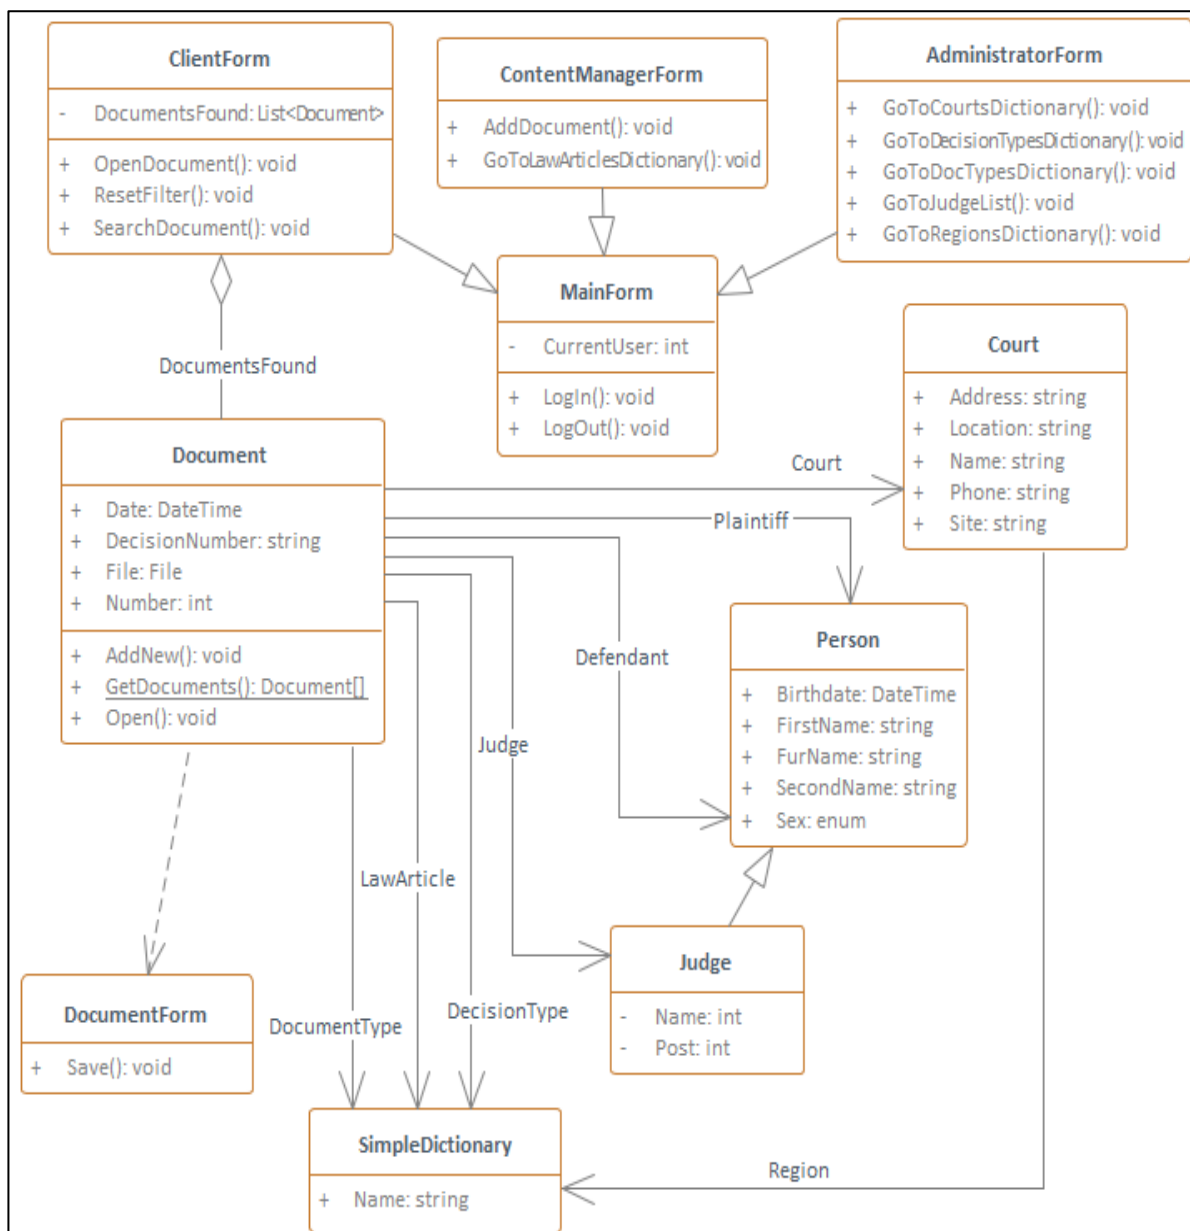 ClientForm
- DocumentsFound: List<Document>
+ OpenDocument(): void
+ ResetFilter(): void
+ SearchDocument(): void
ContentManagerForm
+ AddDocument(): void
+ GoToLawArticlesDictionary(): void
AdministratorForm
+ GoToCourtsDictionary(): void
+ GoToDecisionTypesDictionary(): void
+ GoToDocTypesDictionary(): void
+ GoToJudgeList(): void
+ GoToRegionsDictionary(): void
MainForm
- CurrentUser: int
+ LogIn(): void
+ LogOut(): void
DocumentsFound
Court
+ Address: string
+ Location: string
+ Name: string
+ Phone: string
+ Site: string
Document
+ Date: DateTime
+ DecisionNumber: string
+ File: File
+ Number: int
+ AddNew(): void
+ GetDocuments(): Document[]
+ Open(): void
Court
Plaintiff
Defendant
Judge
Person
+ Birthdate: DateTime
+ FirstName: string
+ FurName: string
+ SecondName: string
+ Sex: enum
LawArticle
Judge
- Name: int
- Post: int
DocumentForm
+ Save(): void
DocumentType
DecisionType
SimpleDictionary
+ Name: string
Region